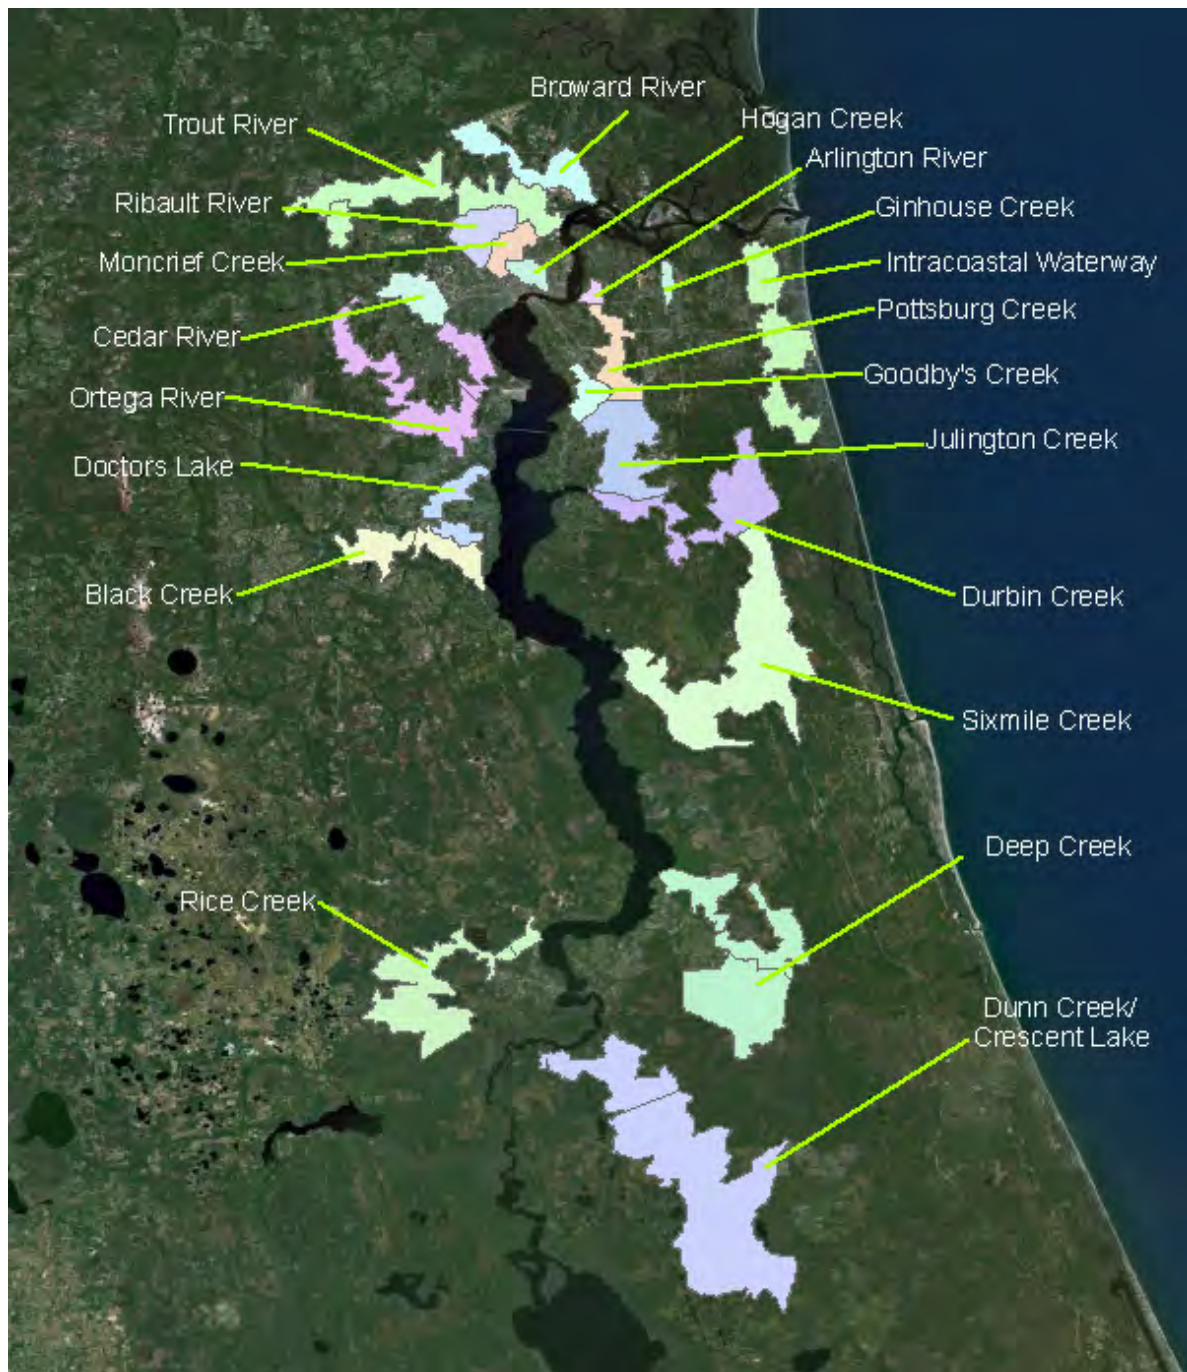 Broward River
Hogan Creek
Trout River
Arlington River
Ribault River
Ginhouse Creek
Moncrief Creek
Intracoastal Waterway
Pottsburg Creek
Cedar River
Goodby's Creek
Ortega River
Julington Creek
Doctors Lake
Black Creek
Durbin Creek
Sixmile Creek
Deep Creek
Rice Creek
Dunn Creek/
Crescent Lake